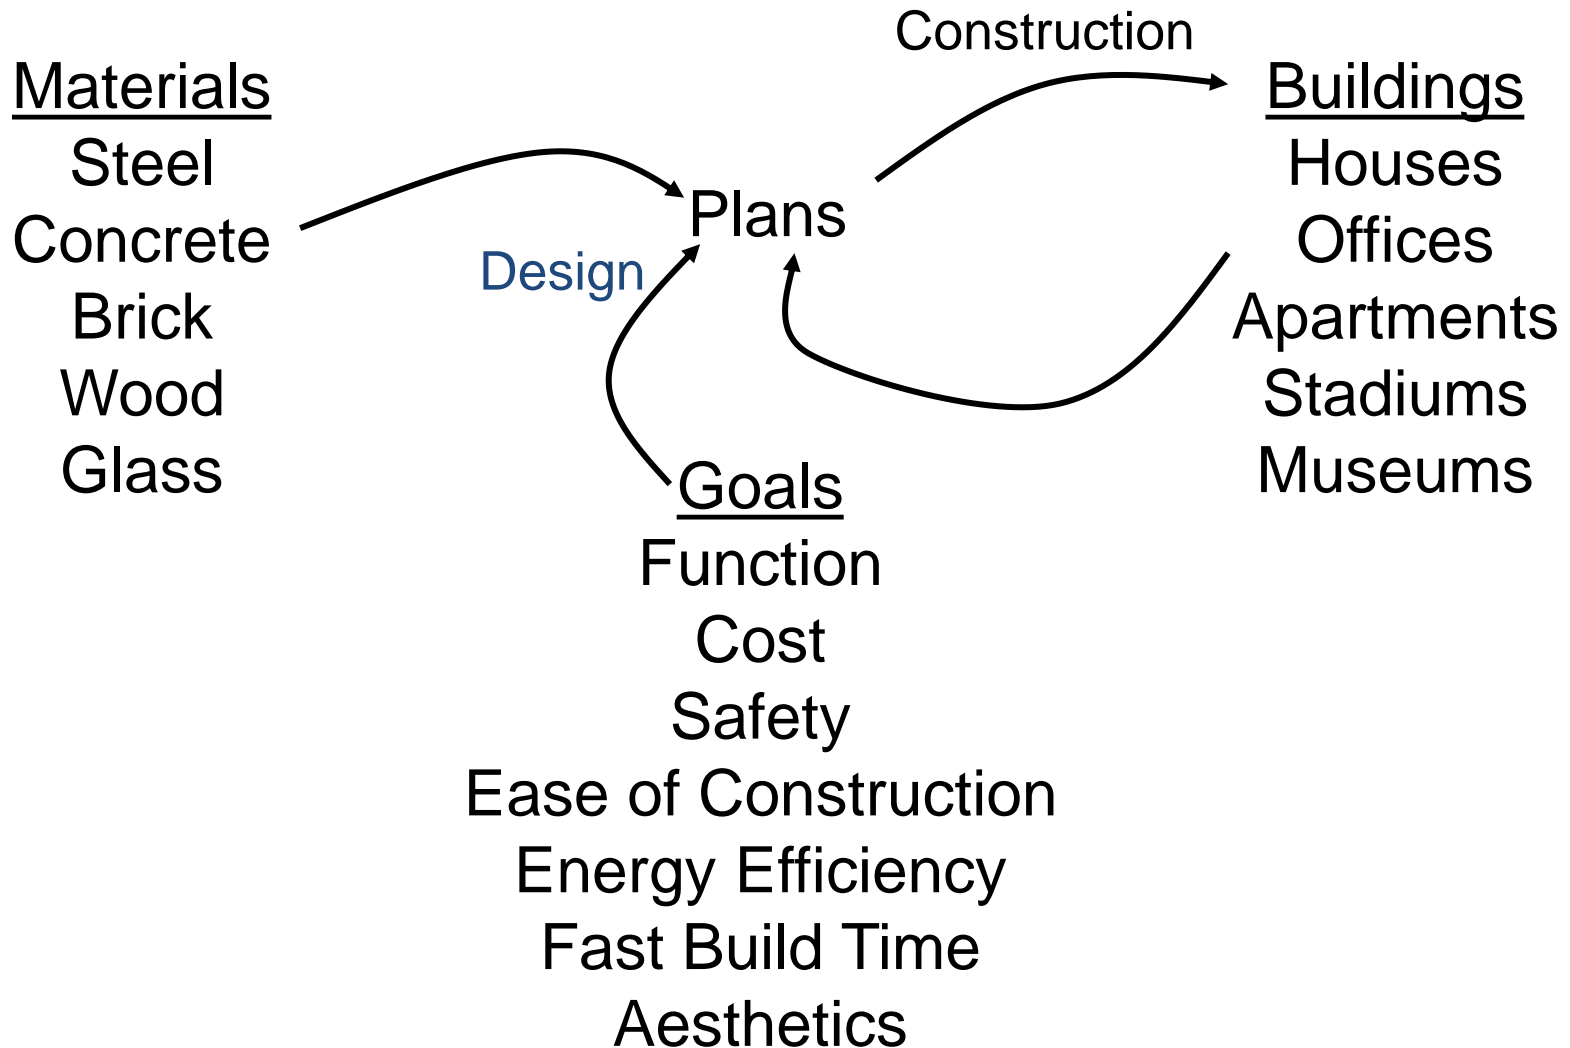 Construction
Materials
Steel
Concrete
Brick
Wood
Glass
Plans
Design
Buildings
Houses
Offices
Apartments
Stadiums
Museums
Goals
Function
Cost
Safety
Ease of Construction
Energy Efficiency
Fast Build Time
Aesthetics